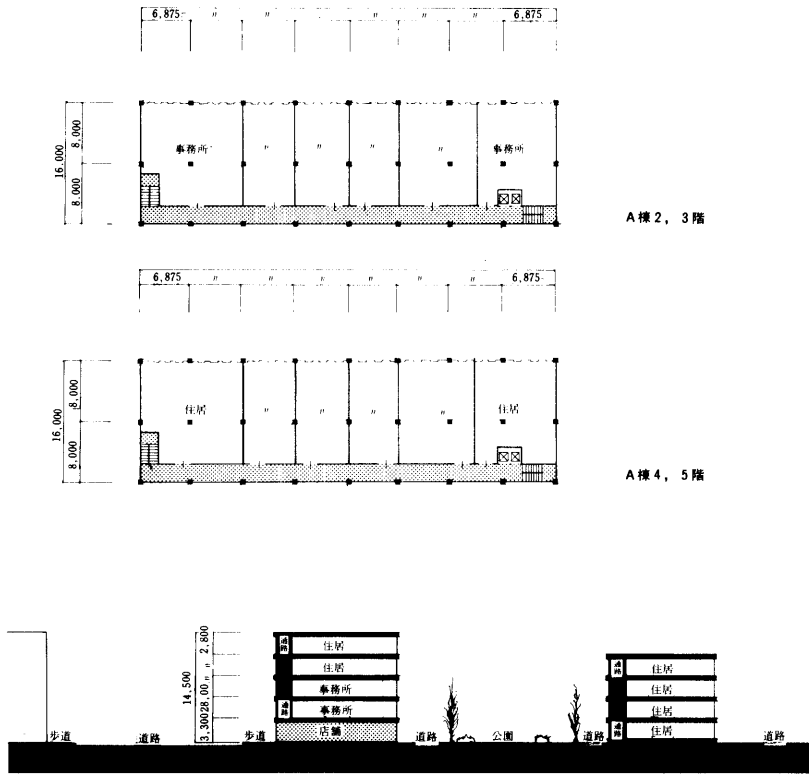 6,875 〃 〃 〃 〃 〃 6,875
16,000
8,000
8,000
事務所 〃 〃 〃 〃 事務所
A棟2, 3階
6,875 〃 〃 〃 〃 〃 〃 6,875
16,000
8,000
8,000
住居 〃 〃 〃 〃 住居
A棟4, 5階
14,500
2,800
〃
〃
28,00
3,300
通路 住居
住居
事務所
通路 事務所
店舗
通路 住居
住居
住居
通路 住居
歩道 道路 歩道 道路 公園 道路 道路